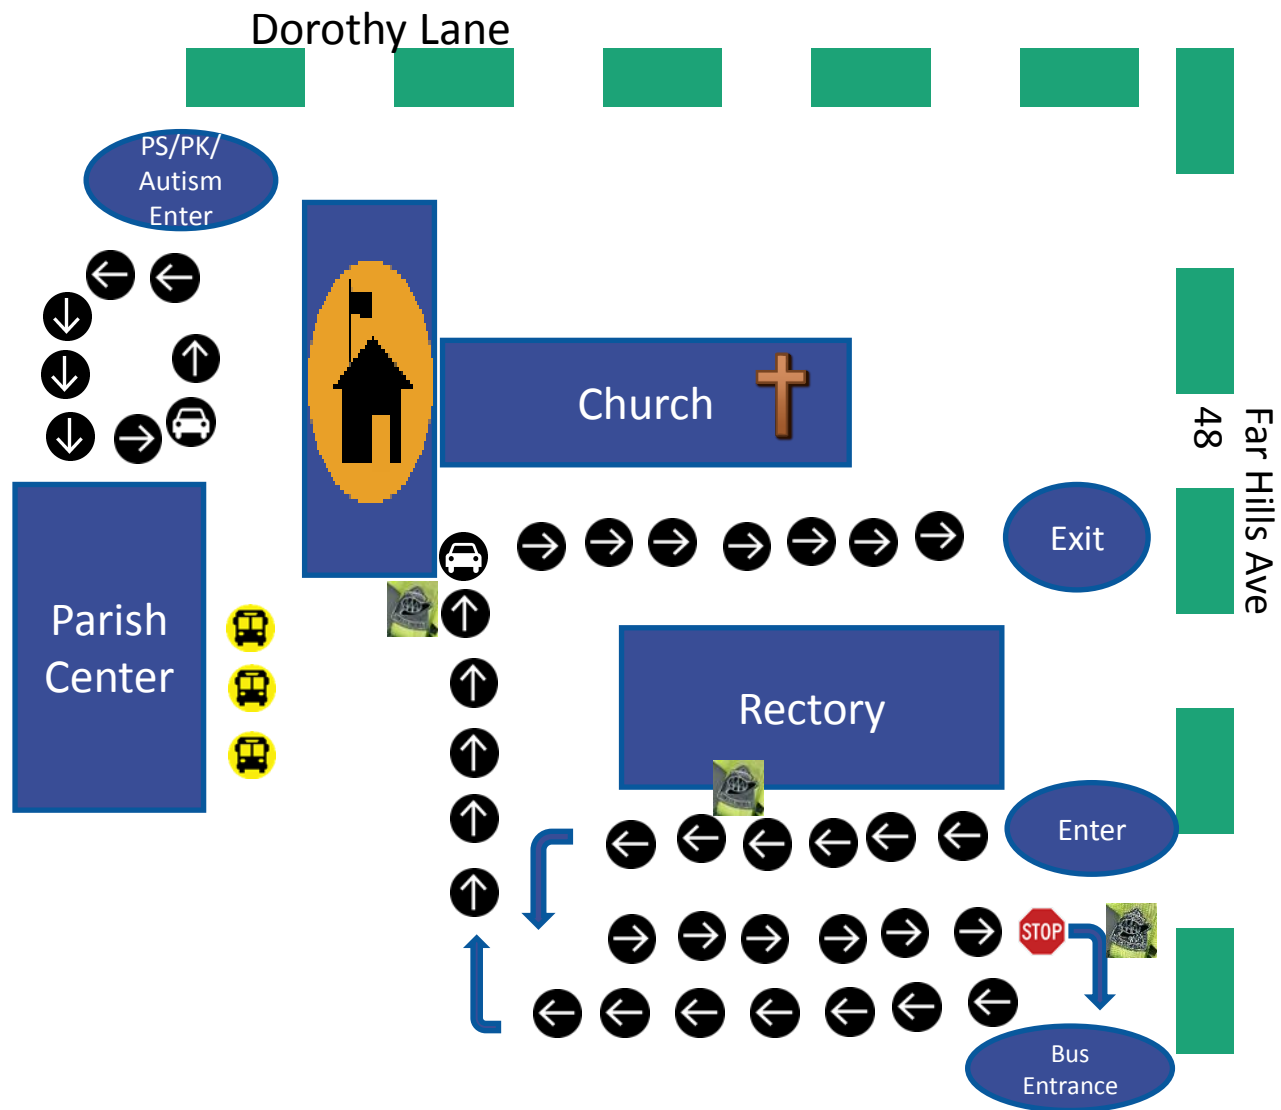 Dorothy Lane
PS/PK/
Autism
Enter
Church
48
Far Hills Ave
Exit
Parish
Center
Rectory
Enter
STOP
Bus
Entrance